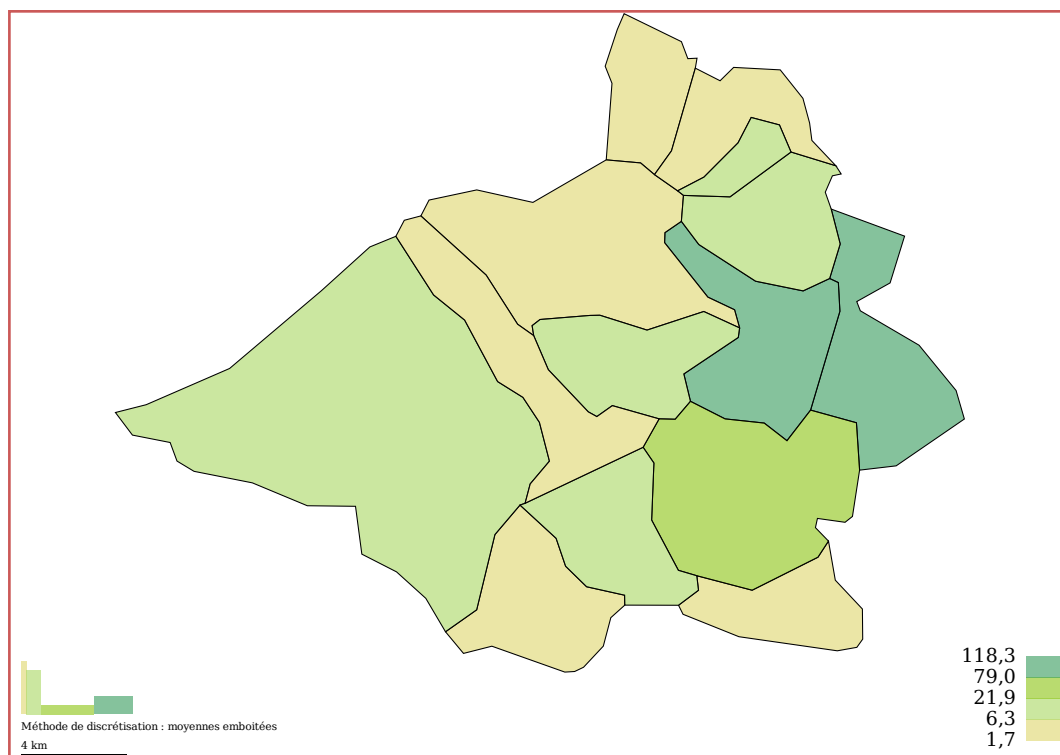 118,3
79,0
21,9
6,3
1,7
Méthode de discrétisation : moyennes emboitées
4 km